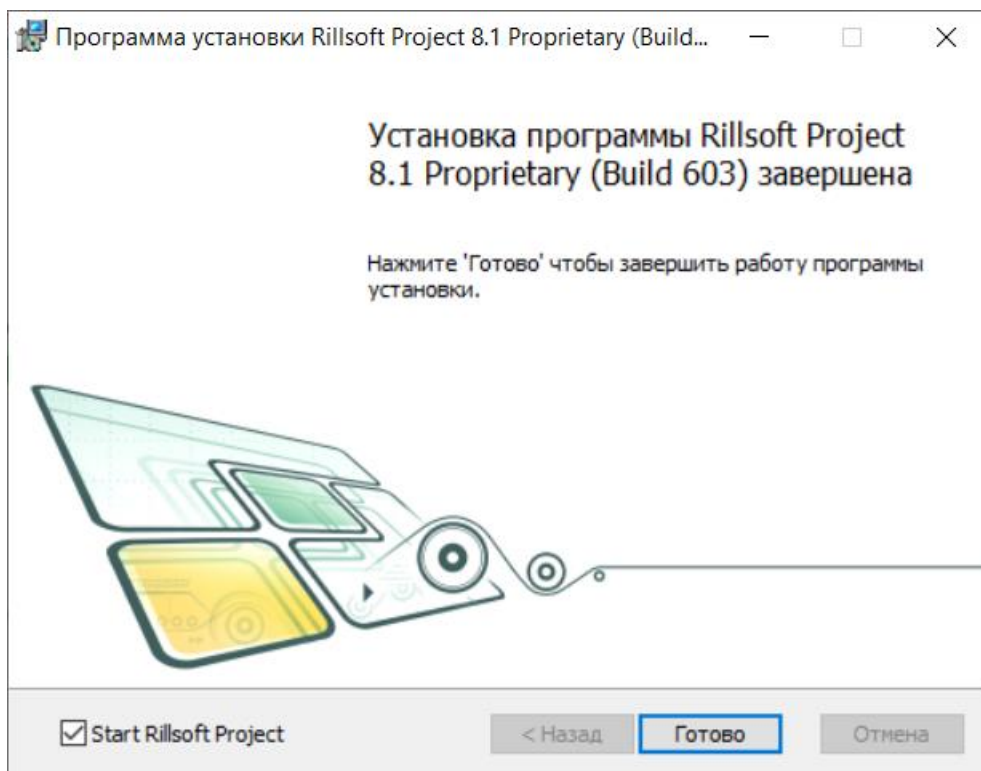 Программа установки Rillsoft Project 8.1 Proprietary (Build...
Установка программы Rillsoft Project
8.1 Proprietary (Build 603) завершена
Нажмите 'Готово' чтобы завершить работу программы
установки.
Start Rillsoft Project
< Назад
Готово
Отмена